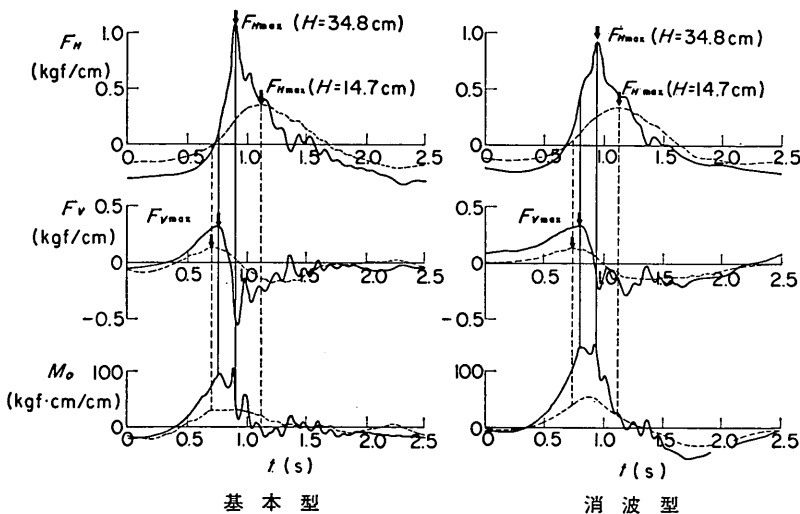 F_H (kgf/cm)
1.0
0.5
0
0.5 1.0 1.5 2.0 2.5
F_Hmax (H=34.8cm)
F_Hmax (H=14.7cm)
F_V (kgf/cm)
0.5
0
-0.5
0.5 1.0 1.5 2.0 2.5
F_Vmax
M_o (kgf·cm/cm)
100
0
0 0.5 1.0 1.5 2.0 2.5
t (s)
基本型
1.0
0.5
0
0.5 1.0 1.5 2.0 2.5
F_Hmax (H=34.8cm)
F_Hmax (H=14.7cm)
0.5
0
-0.5
0.5 1.0 1.5 2.0 2.5
F_Vmax
100
0
0 0.5 1.0 1.5 2.0 2.5
t (s)
消波型